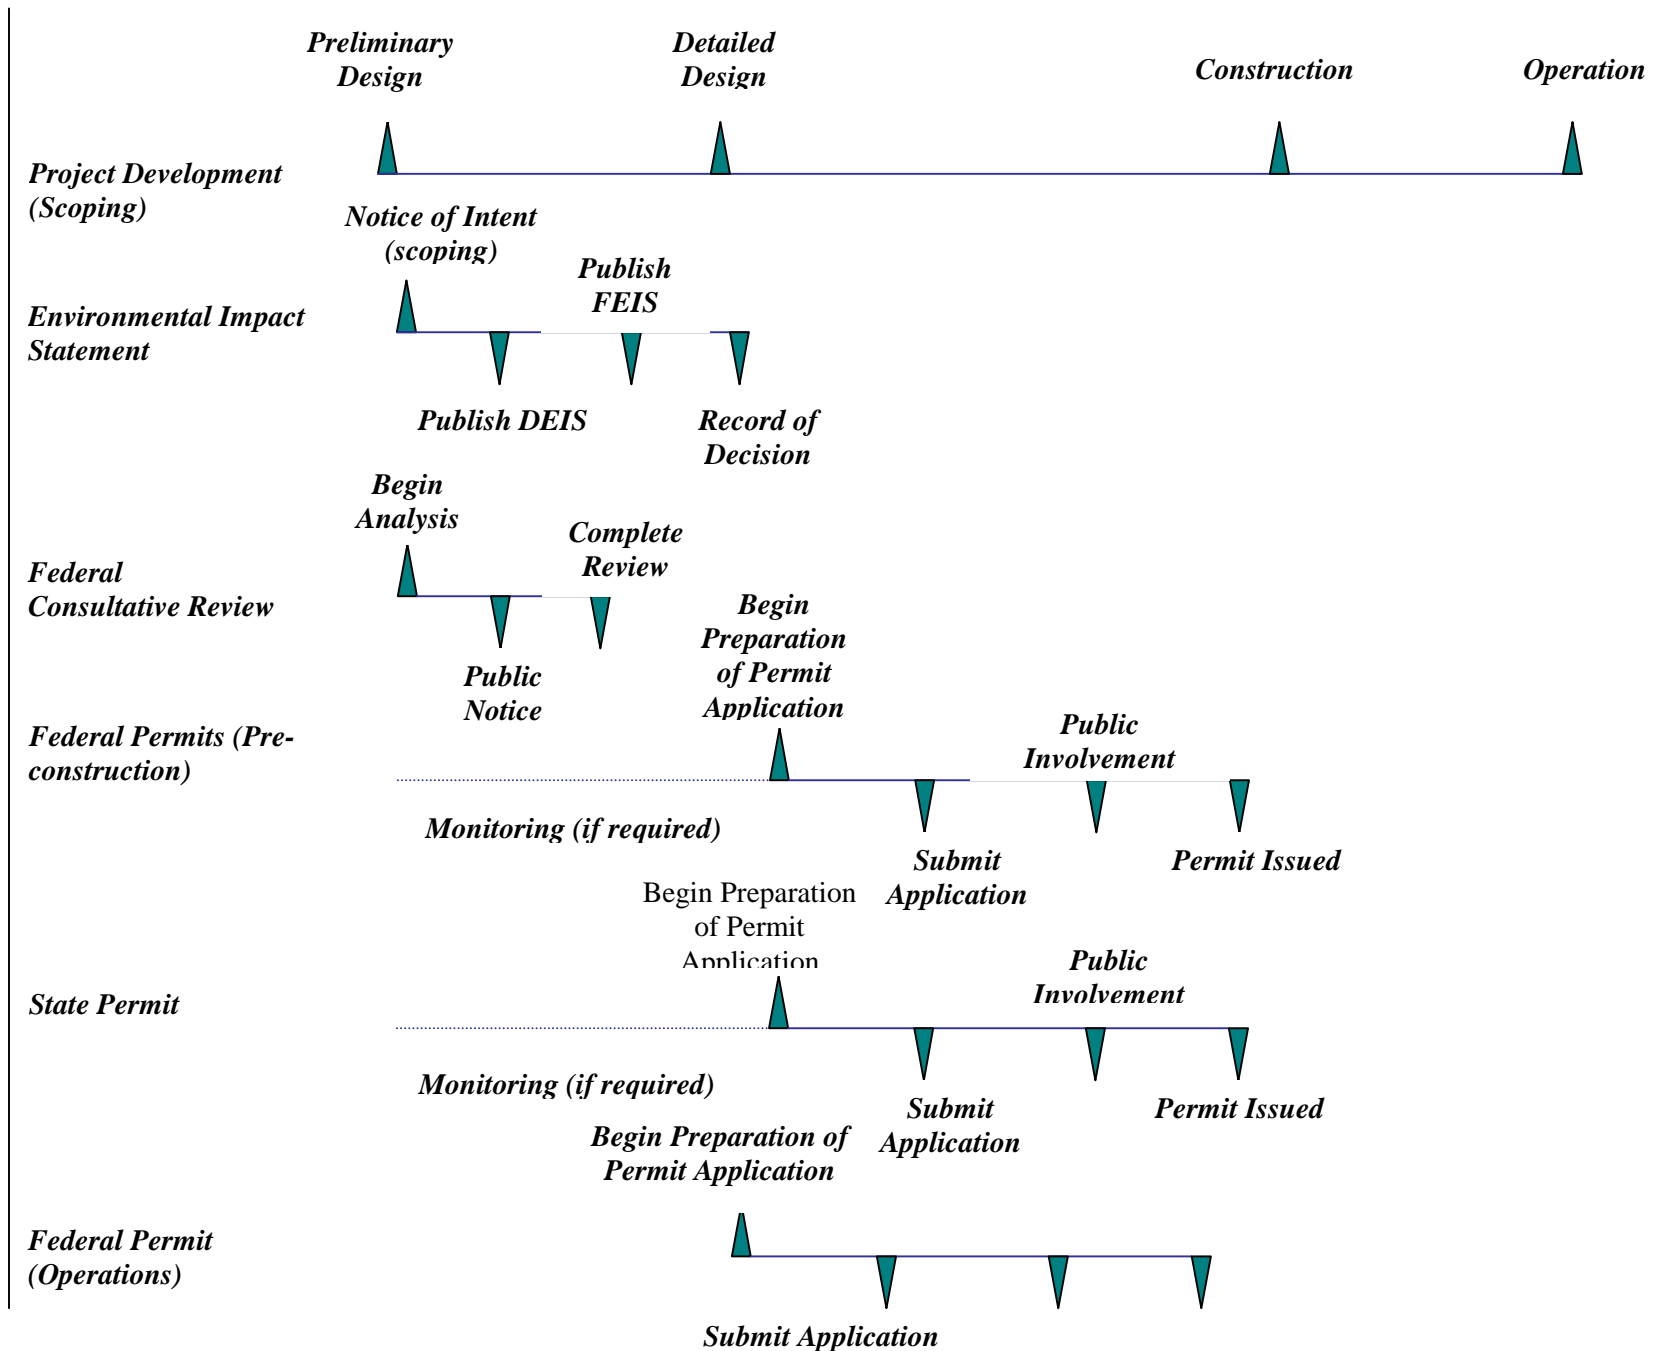 Preliminary
Design
Detailed
Design
Construction
Operation
Project Development
(Scoping)
Notice of Intent
(scoping)
Publish
FEIS
Environmental Impact
Statement
Publish DEIS
Record of
Decision
Begin
Analysis
Complete
Review
Federal
Consultative Review
Public
Notice
Begin
Preparation
of Permit
Application
Federal Permits (Pre-
construction)
Public
Involvement
Monitoring (if required)
Submit
Application
Permit Issued
Begin Preparation
of Permit
Application
State Permit
Public
Involvement
Monitoring (if required)
Submit
Application
Permit Issued
Begin Preparation of
Permit Application
Federal Permit
(Operations)
Submit Application